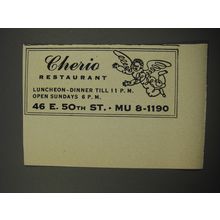 Cherio
RESTAURANT
LUNCHEON-DINNER TILL 11 P. M.
OPEN SUNDAYS 6 P. M.
46 E. 50TH ST. • MU 8-1190